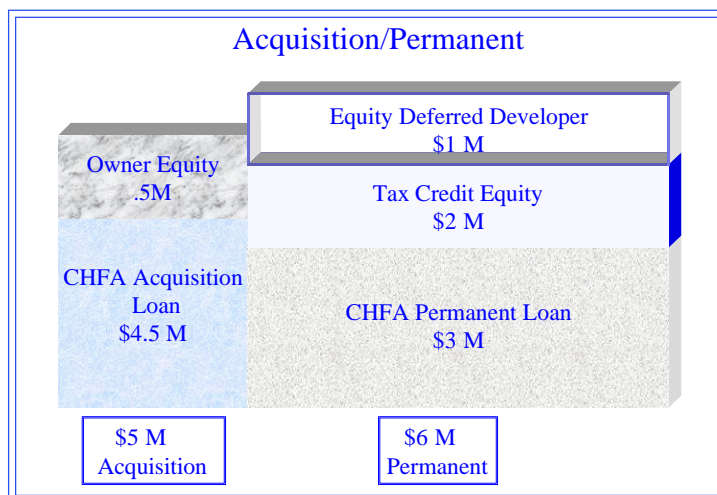 Acquisition/Permanent
Equity Deferred Developer
$1 M
Owner Equity
.5M
Tax Credit Equity
$2 M
CHFA Acquisition
Loan
$4.5 M
CHFA Permanent Loan
$3 M
$5 M
Acquisition
$6 M
Permanent